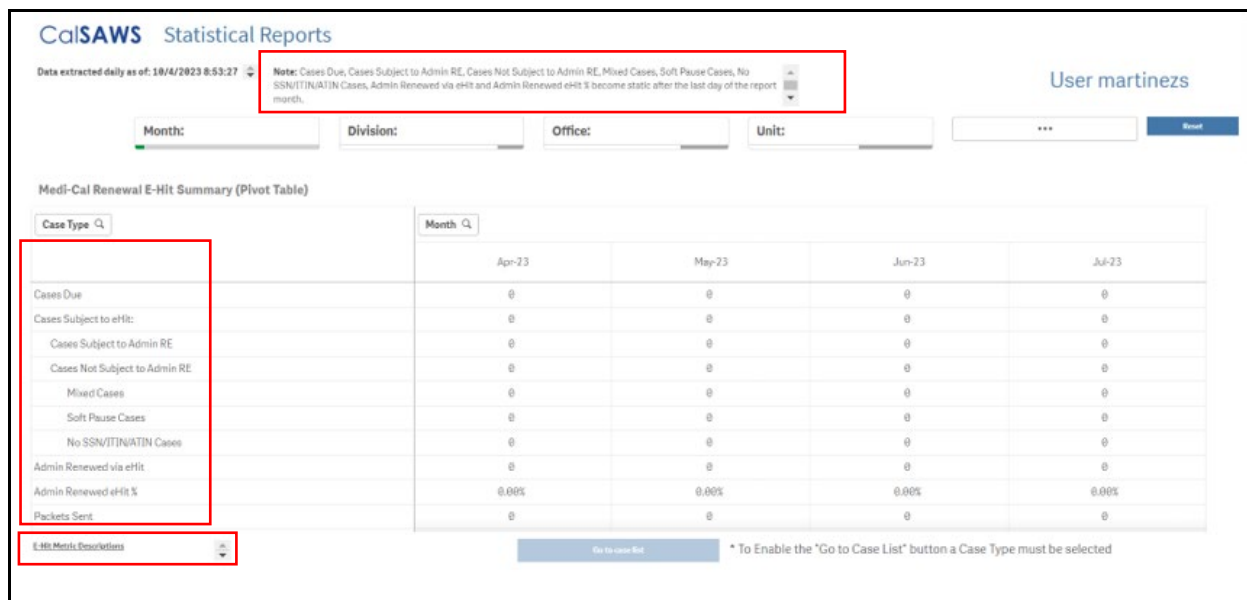 CalSAWS Statistical Reports
Data extracted daily as of: 10/4/2023 8:53:27
Note: Cases Due, Cases Subject to Admin RE, Cases Not Subject to Admin RE, Mixed Cases, Soft Pause Cases, No
SSN/ITIN/ATIN Cases, Admin Renewed via eHit and Admin Renewed eHit % become static after the last day of the report
month.
User martinezs
Month: Division: Office: Unit: ... Reset
Medi-Cal Renewal E-Hit Summary (Pivot Table)
Case Type Month
Apr-23 May-23 Jun-23 Jul-23
Cases Due 0 0 0 0
Cases Subject to eHit: 0 0 0 0
Cases Subject to Admin RE 0 0 0 0
Cases Not Subject to Admin RE 0 0 0 0
Mixed Cases 0 0 0 0
Soft Pause Cases 0 0 0 0
No SSN/ITIN/ATIN Cases 0 0 0 0
Admin Renewed via eHit 0 0 0 0
Admin Renewed eHit % 0.00% 0.00% 0.00% 0.00%
Packets Sent 0 0 0 0
E-Hit Metric Descriptions Go to case list * To Enable the "Go to Case List" button a Case Type must be selected